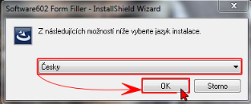 Software602 Form Filler - InstallShield Wizard
Z následujících možností níže vyberte jazyk instalace.
Česky
OK
Storno